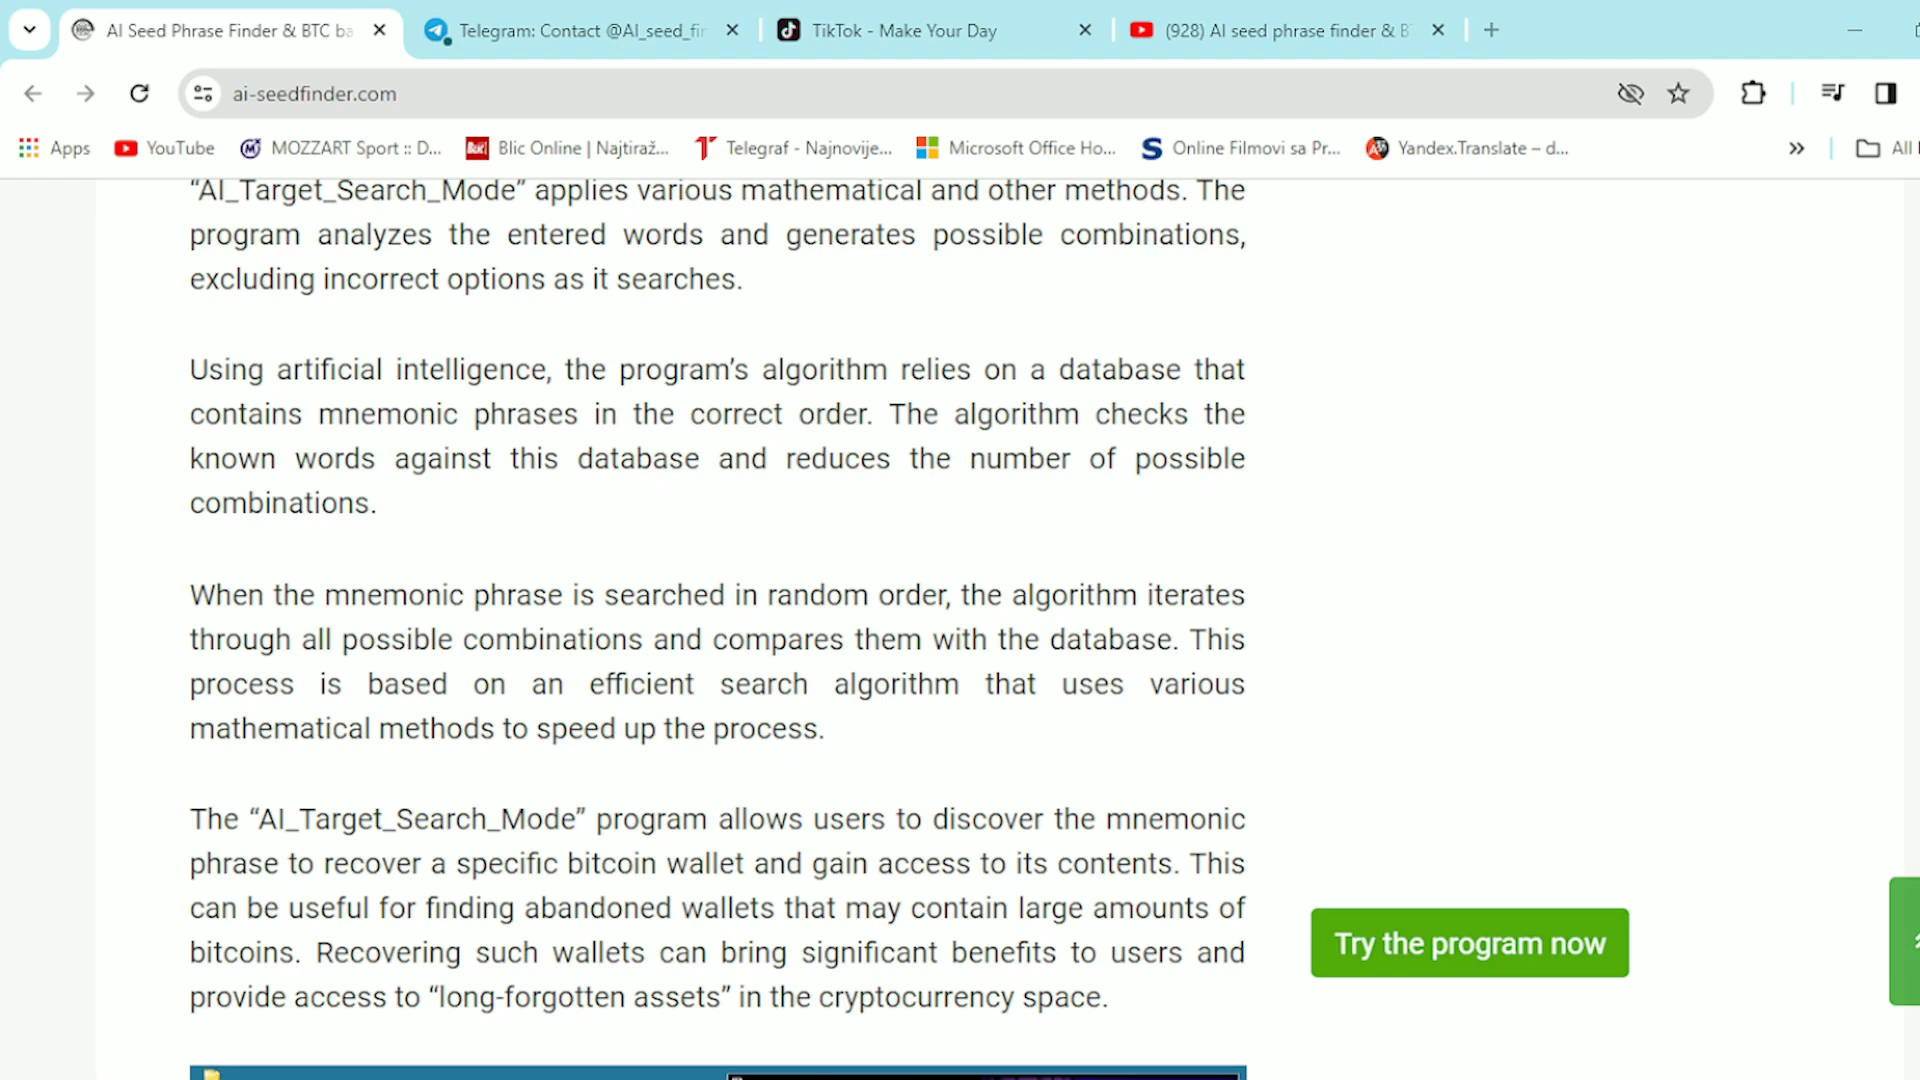 AI Seed Phrase Finder & BTC ba
Telegram: Contact @AI_seed_fir
TikTok - Make Your Day
(928) AI seed phrase finder & B
ai-seedfinder.com
Apps
YouTube
MOZZART Sport :: D...
Blic Online | Najtiraž...
Telegraf - Najnovije...
Microsoft Office Ho...
Online Filmovi sa Pr...
Yandex.Translate – d...
All
“AI_Target_Search_Mode” applies various mathematical and other methods. The
program analyzes the entered words and generates possible combinations,
excluding incorrect options as it searches.
Using artificial intelligence, the program’s algorithm relies on a database that
contains mnemonic phrases in the correct order. The algorithm checks the
known words against this database and reduces the number of possible
combinations.
When the mnemonic phrase is searched in random order, the algorithm iterates
through all possible combinations and compares them with the database. This
process is based on an efficient search algorithm that uses various
mathematical methods to speed up the process.
The “AI_Target_Search_Mode” program allows users to discover the mnemonic
phrase to recover a specific bitcoin wallet and gain access to its contents. This
can be useful for finding abandoned wallets that may contain large amounts of
bitcoins. Recovering such wallets can bring significant benefits to users and
provide access to “long-forgotten assets” in the cryptocurrency space.
Try the program now